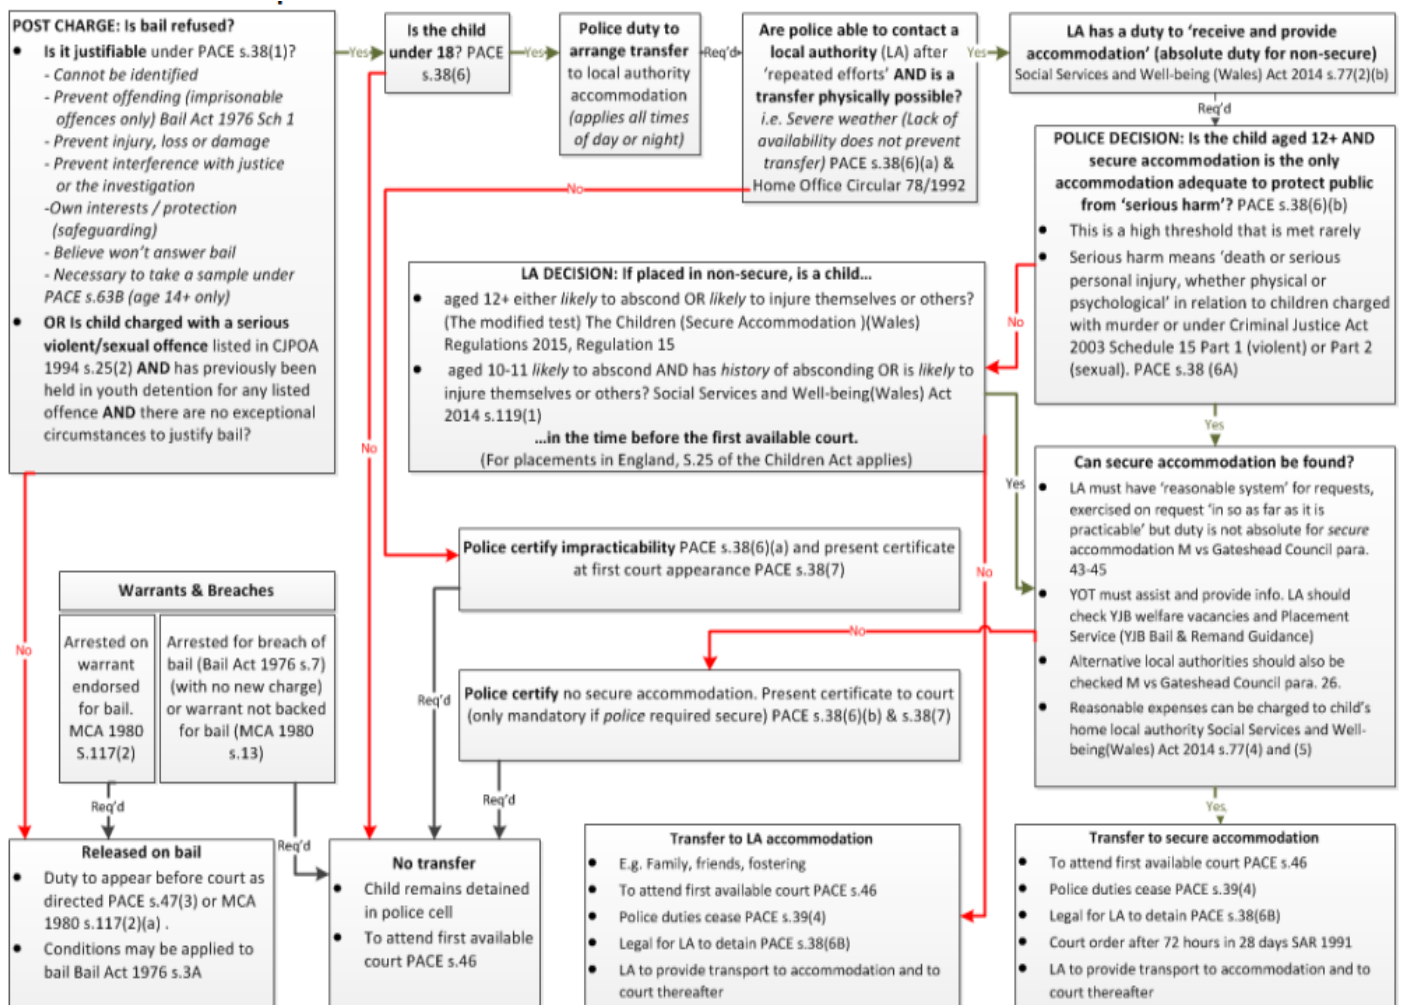 POST CHARGE: Is bail refused?
Is it justifiable under PACE s.38(1)?
- Cannot be identified
- Prevent offending (imprisonable
offences only) Bail Act 1976 Sch 1
- Prevent injury, loss or damage
- Prevent interference with justice
or the investigation
-Own interests / protection
(safeguarding)
- Believe won't answer bail
- Necessary to take a sample under
PACE s.63B (age 14+ only)
OR Is child charged with a serious
violent/sexual offence listed in CJPOA
1994 s.25(2) AND has previously been
held in youth detention for any listed
offence AND there are no exceptional
circumstances to justify bail?
Yes
Is the child
under 18? PACE
s.38(6)
Yes
Police duty to
arrange transfer
to local authority
accommodation
(applies all times
of day or night)
Req'd
Are police able to contact a
local authority (LA) after
'repeated efforts' AND is a
transfer physically possible?
i.e. Severe weather (Lack of
availability does not prevent
transfer) PACE s.38(6)(a) &
Home Office Circular 78/1992
Yes
LA has a duty to 'receive and provide
accommodation' (absolute duty for non-secure)
Social Services and Well-being (Wales) Act 2014 s.77(2)(b)
Req'd
POLICE DECISION: Is the child aged 12+ AND
secure accommodation is the only
accommodation adequate to protect public
from 'serious harm'? PACE s.38(6)(b)
This is a high threshold that is met rarely
Serious harm means 'death or serious
personal injury, whether physical or
psychological' in relation to children charged
with murder or under Criminal Justice Act
2003 Schedule 15 Part 1 (violent) or Part 2
(sexual). PACE s.38 (6A)
No
No
LA DECISION: If placed in non-secure, is a child...
aged 12+ either likely to abscond OR likely to injure themselves or others?
(The modified test) The Children (Secure Accommodation )(Wales)
Regulations 2015, Regulation 15
aged 10-11 likely to abscond AND has history of absconding OR is likely to
injure themselves or others? Social Services and Well-being(Wales) Act
2014 s.119(1)
...in the time before the first available court.
(For placements in England, S.25 of the Children Act applies)
No
Yes
Yes
Can secure accommodation be found?
LA must have 'reasonable system' for requests,
exercised on request 'in so as far as it is
practicable' but duty is not absolute for secure
accommodation M vs Gateshead Council para.
43-45
YOT must assist and provide info. LA should
check YJB welfare vacancies and Placement
Service (YJB Bail & Remand Guidance)
Alternative local authorities should also be
checked M vs Gateshead Council para. 26.
Reasonable expenses can be charged to child's
home local authority Social Services and Well-
being(Wales) Act 2014 s.77(4) and (5)
Police certify impracticability PACE s.38(6)(a) and present certificate
at first court appearance PACE s.38(7)
No
No
Police certify no secure accommodation. Present certificate to court
(only mandatory if police required secure) PACE s.38(6)(b) & s.38(7)
Req'd
Req'd
No
Warrants & Breaches
Arrested on
warrant
endorsed
for bail.
MCA 1980
S.117(2)
Arrested for breach of
bail (Bail Act 1976 s.7)
(with no new charge)
or warrant not backed
for bail (MCA 1980
s.13)
Req'd
Req'd
Yes
Released on bail
Duty to appear before court as
directed PACE s.47(3) or MCA
1980 s.117(2)(a) .
Conditions may be applied to
bail Bail Act 1976 s.3A
No transfer
Child remains detained
in police cell
To attend first available
court PACE s.46
Transfer to LA accommodation
E.g. Family, friends, fostering
To attend first available court PACE s.46
Police duties cease PACE s.39(4)
Legal for LA to detain PACE s.38(6B)
LA to provide transport to accommodation and to
court thereafter
Transfer to secure accommodation
To attend first available court PACE s.46
Police duties cease PACE s.39(4)
Legal for LA to detain PACE s.38(6B)
Court order after 72 hours in 28 days SAR 1991
LA to provide transport to accommodation and to
court thereafter